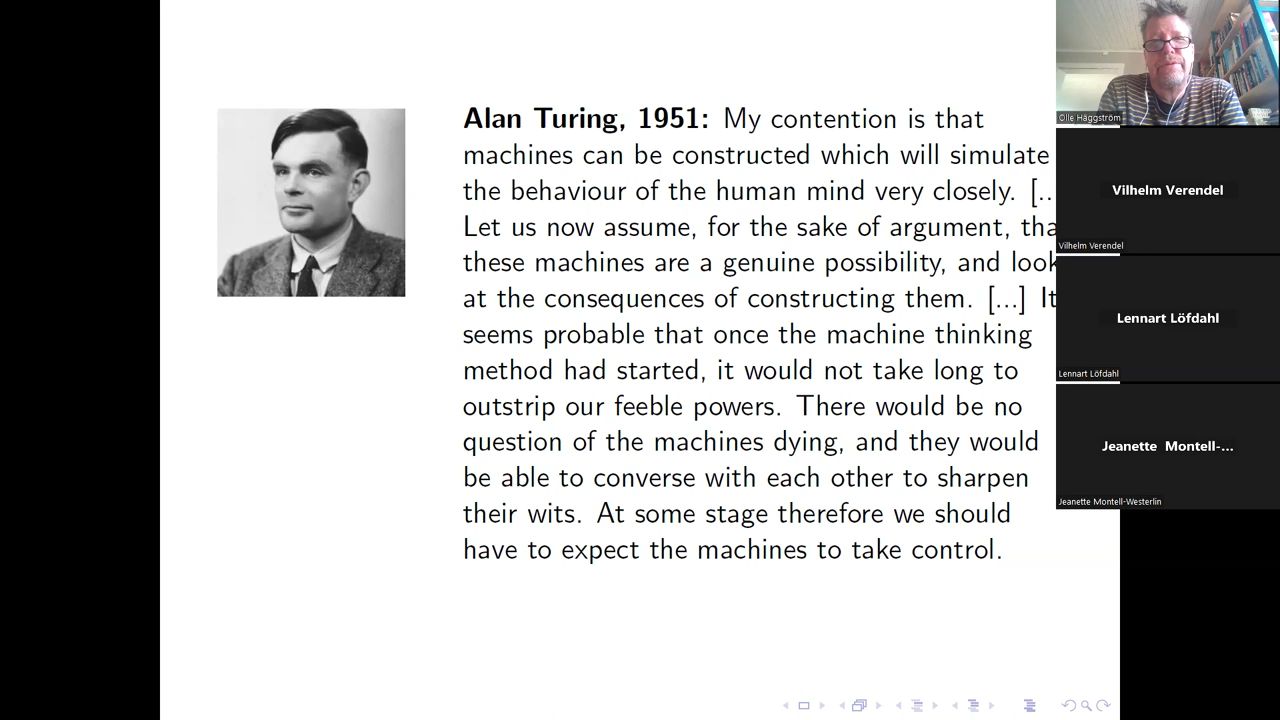 Alan Turing, 1951: My contention is that
machines can be constructed which will simulate
the behaviour of the human mind very closely. [..
Let us now assume, for the sake of argument, tha
these machines are a genuine possibility, and look
at the consequences of constructing them. [...] It
seems probable that once the machine thinking
method had started, it would not take long to
outstrip our feeble powers. There would be no
question of the machines dying, and they would
be able to converse with each other to sharpen
their wits. At some stage therefore we should
have to expect the machines to take control.
Olle Häggström
Vilhelm Verendel
Vilhelm Verendel
Lennart Löfdahl
Lennart Löfdahl
Jeanette Montell-...
Jeanette Montell-Westerlin